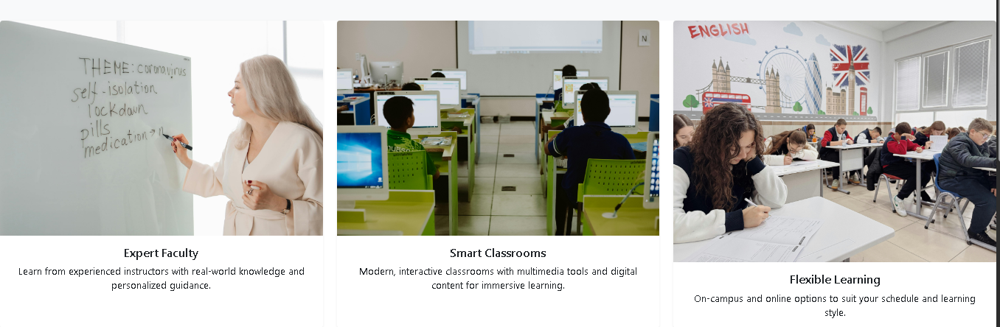 THEME: coronavirus
self-isolation
lockdown
pills
medication→
N
ENGLISH
Expert Faculty
Learn from experienced instructors with real-world knowledge and
personalized guidance.
Smart Classrooms
Modern, interactive classrooms with multimedia tools and digital
content for immersive learning.
Flexible Learning
On-campus and online options to suit your schedule and learning
style.